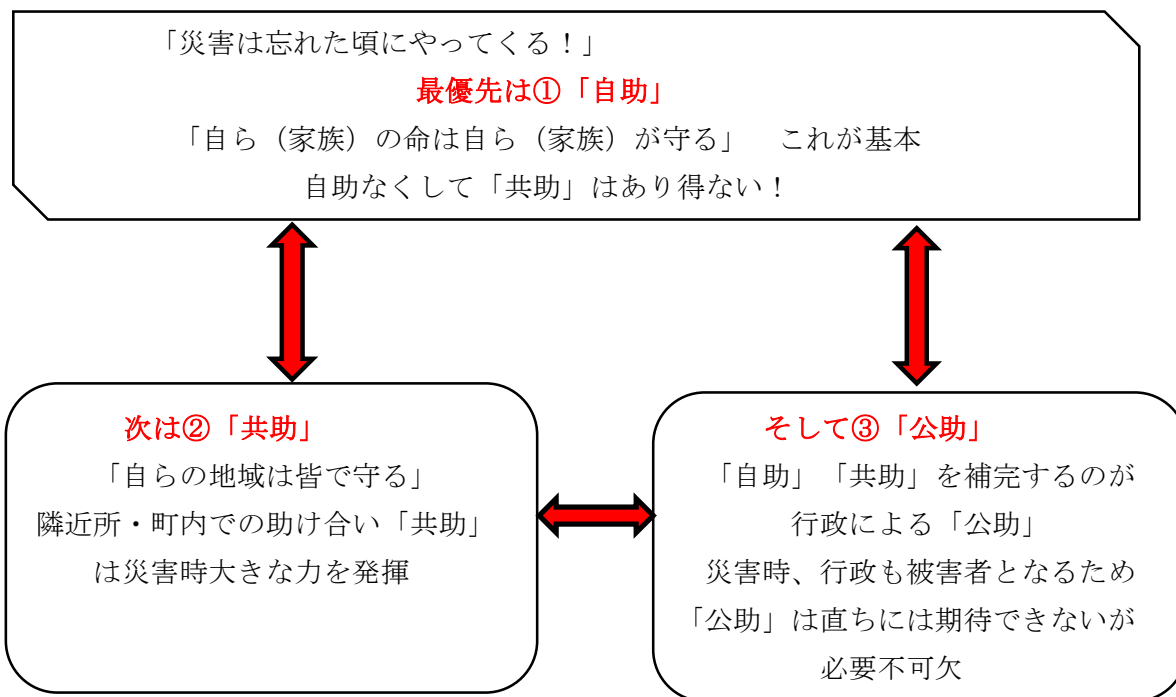 「災害は忘れた頃にやってくる！」
最優先は①「自助」
「自ら（家族）の命は自ら（家族）が守る」　これが基本
自助なくして「共助」はあり得ない！
次は②「共助」
「自らの地域は皆で守る」
隣近所・町内での助け合い「共助」
は災害時大きな力を発揮
そして③「公助」
「自助」「共助」を補完するのが
行政による「公助」
災害時、行政も被害者となるため
「公助」は直ちには期待できないが
必要不可欠